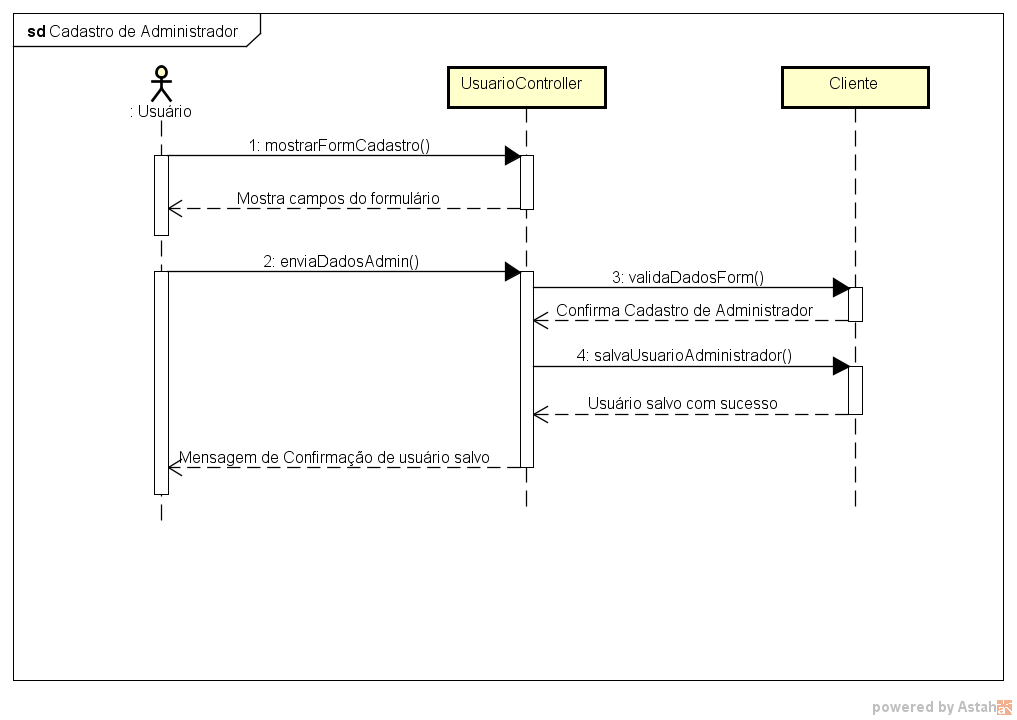 sd Cadastro de Administrador
: Usuário
UsuarioController
Cliente
1: mostrarFormCadastro()
Mostra campos do formulário
2: enviaDadosAdmin()
3: validaDadosForm()
Confirma Cadastro de Administrador
4: salvaUsuarioAdministrador()
Usuário salvo com sucesso
Mensagem de Confirmação de usuário salvo
powered by Astah